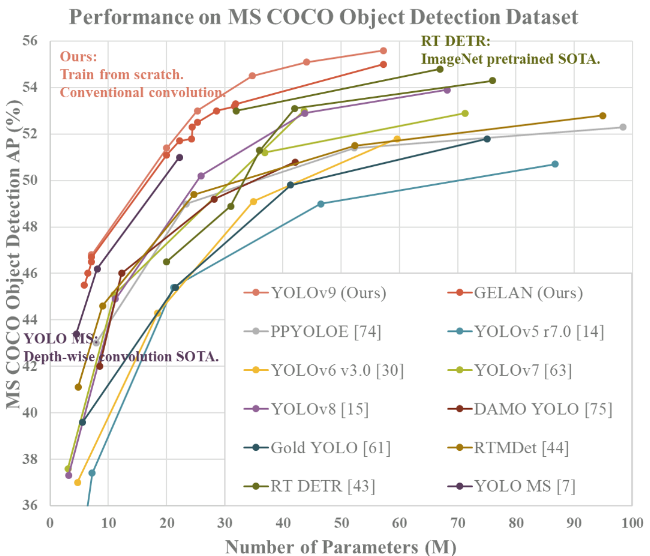 Performance on MS COCO Object Detection Dataset
RT DETR:
ImageNet pretrained SOTA.
Ours:
Train from scratch.
Conventional convolution.
MS COCO Object Detection AP (%)
56
54
52
50
48
46
44
42
40
38
36
YOLO MS:
Depth-wise convolution SOTA.
YOLOv9 (Ours)
GELAN (Ours)
PPYOLOE [74]
YOLOv5 r7.0 [14]
YOLOv6 v3.0 [30]
YOLOv7 [63]
YOLOv8 [15]
DAMO YOLO [75]
Gold YOLO [61]
RTMDet [44]
RT DETR [43]
YOLO MS [7]
0 10 20 30 40 50 60 70 80 90 100
Number of Parameters (M)